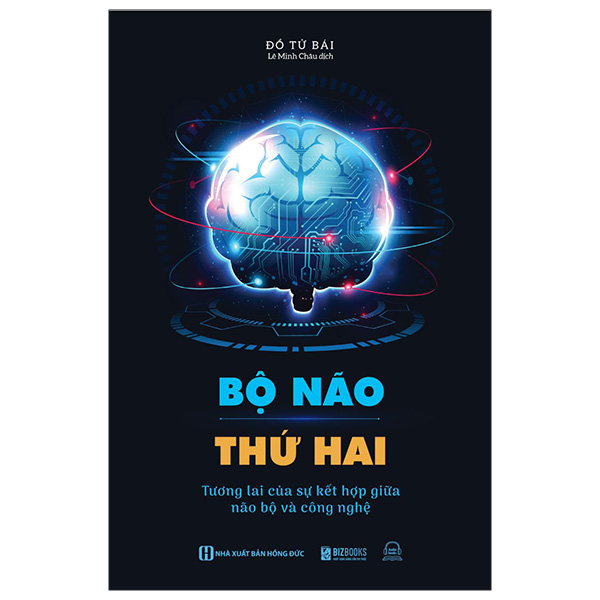 ĐỖ TỬ BÁI
Lê Minh Châu dịch
BỘ NÃO
THỨ HAI
Tương lai của sự kết hợp giữa
não bộ và công nghệ
NHÀ XUẤT BẢN HỒNG ĐỨC
BIZBOOKS